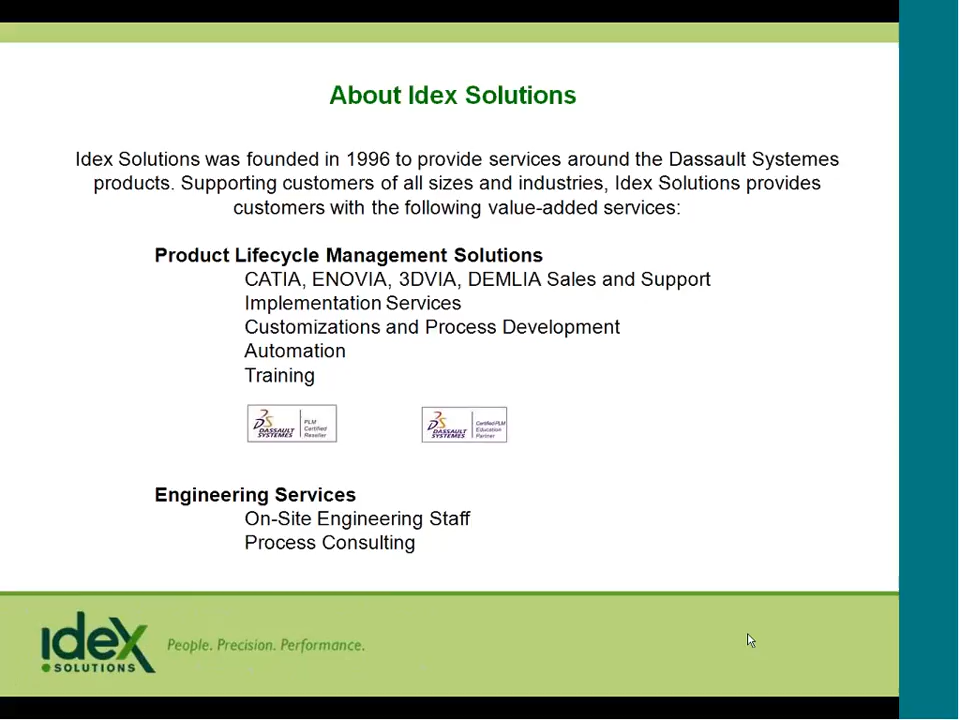 About Idex Solutions
Idex Solutions was founded in 1996 to provide services around the Dassault Systemes
products. Supporting customers of all sizes and industries, Idex Solutions provides
customers with the following value-added services:
Product Lifecycle Management Solutions
CATIA, ENOVIA, 3DVIA, DEMLIA Sales and Support
Implementation Services
Customizations and Process Development
Automation
Training
DS
DASSAULT
SYSTEMES
PLM
Certified
Reseller
DS
DASSAULT
SYSTEMES
Certified PLM
Education
Partner
Engineering Services
On-Site Engineering Staff
Process Consulting
idex
SOLUTIONS
People. Precision. Performance.